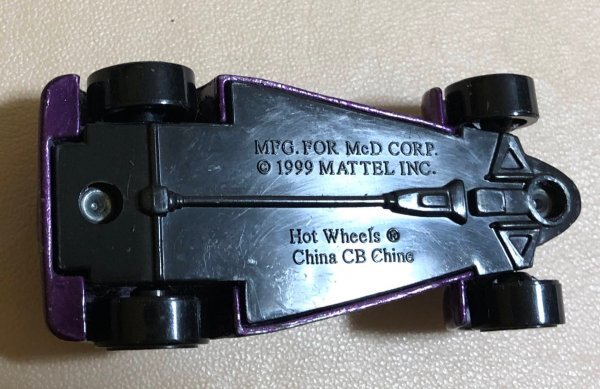 MFG. FOR McD CORP.
© 1999 MATTEL INC.
Hot Wheels ®
China CB Chine